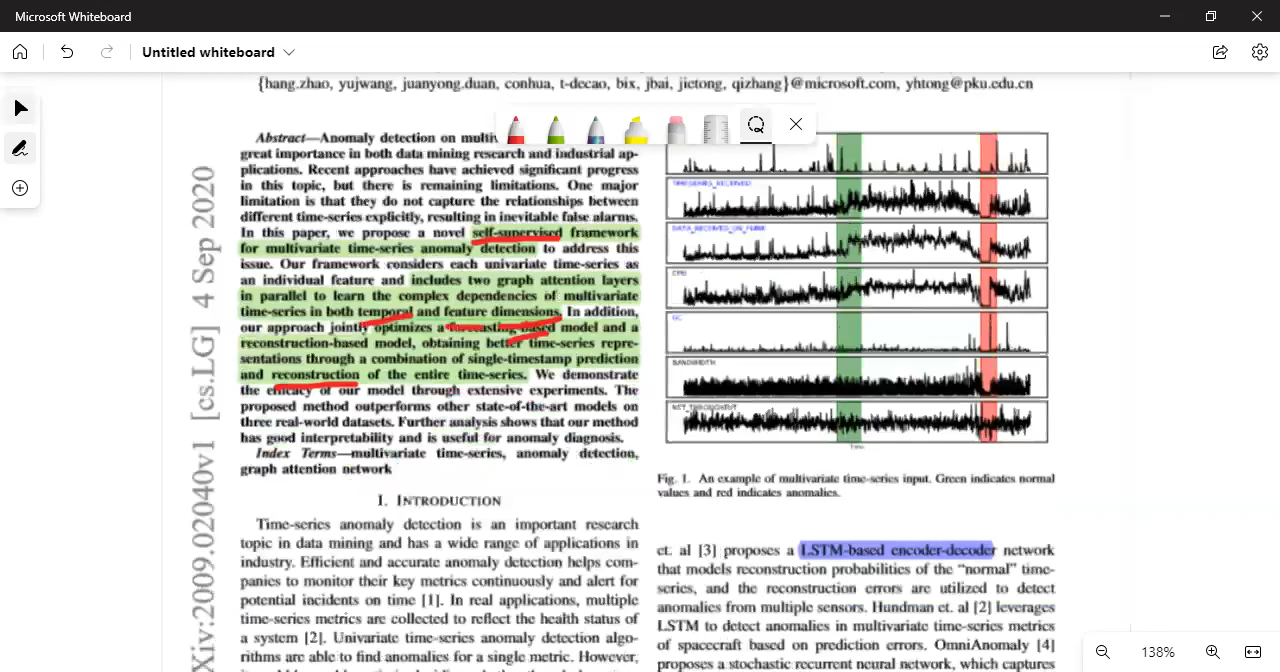 Microsoft Whiteboard
Untitled whiteboard
{hang.zhao, yujwang, juanyong.duan, conhua, t-decao, bix, jbai, jietong, qizhang}@microsoft.com, yhtong@pku.edu.cn
Abstract—Anomaly detection on
great importance in both data mining research and industrial ap-
plications. Recent approaches have achieved significant progress
in this topic, but there is remaining limitations. One major
limitation is that they do not capture the relationships between
different time-series explicitly, resulting in inevitable false alarms.
In this paper, we propose a novel self-supervised framework
for multivariate time-series anomaly detection to address this
issue. Our framework considers each univariate time-series as
an individual feature and includes two graph attention layers
in parallel to learn the complex dependencies of multivariate
time-series in both temporal and feature dimensions. In addition,
our approach jointly optimizes a forecasting-based model and a
reconstruction-based model, obtaining better time-series repre-
sentations through a combination of single-timestamp prediction
and reconstruction of the entire time-series. We demonstrate
the efficacy of our model through extensive experiments. The
proposed method outperforms other state-of-the-art models on
three real-world datasets. Further analysis shows that our method
has good interpretability and is useful for anomaly diagnosis.
Index Terms—multivariate time-series, anomaly detection,
graph attention network
I. INTRODUCTION
Time-series anomaly detection is an important research
topic in data mining and has a wide range of applications in
industry. Efficient and accurate anomaly detection helps com-
panies to monitor their key metrics continuously and alert for
potential incidents on time [1]. In real applications, multiple
time-series metrics are collected to reflect the health status of
a system [2]. Univariate time-series anomaly detection algo-
rithms are able to find anomalies for a single metric. However,
Xiv:2009.02040v1 [cs.LG] 4 Sep 2020
DATA_RECEIVED_ON_FLINK
CPU
GC
BANDWIDTH
NET_THROUGHPUT
Time
Fig. 1. An example of multivariate time-series input. Green indicates normal
values and red indicates anomalies.
et. al [3] proposes a LSTM-based encoder-decoder network
that models reconstruction probabilities of the “normal” time-
series, and the reconstruction errors are utilized to detect
anomalies from multiple sensors. Hundman et. al [2] leverages
LSTM to detect anomalies in multivariate time-series metrics
of spacecraft based on prediction errors. OmniAnomaly [4]
proposes a stochastic recurrent neural network, which captures
138%